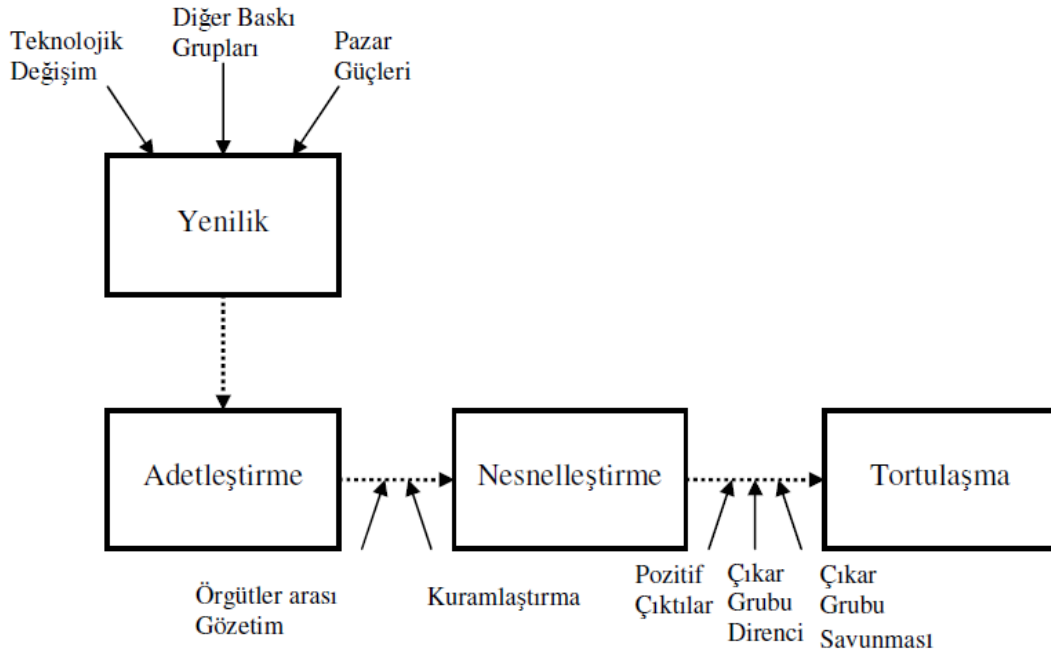 Teknolojik
Değişim
Diğer Baskı
Grupları
Pazar
Güçleri
Yenilik
Adetleştirme
Nesnelleştirme
Tortulaşma
Örgütler arası
Gözetim
Kuramlaştırma
Pozitif
Çıktılar
Çıkar
Grubu
Direnci
Çıkar
Grubu
Savunması